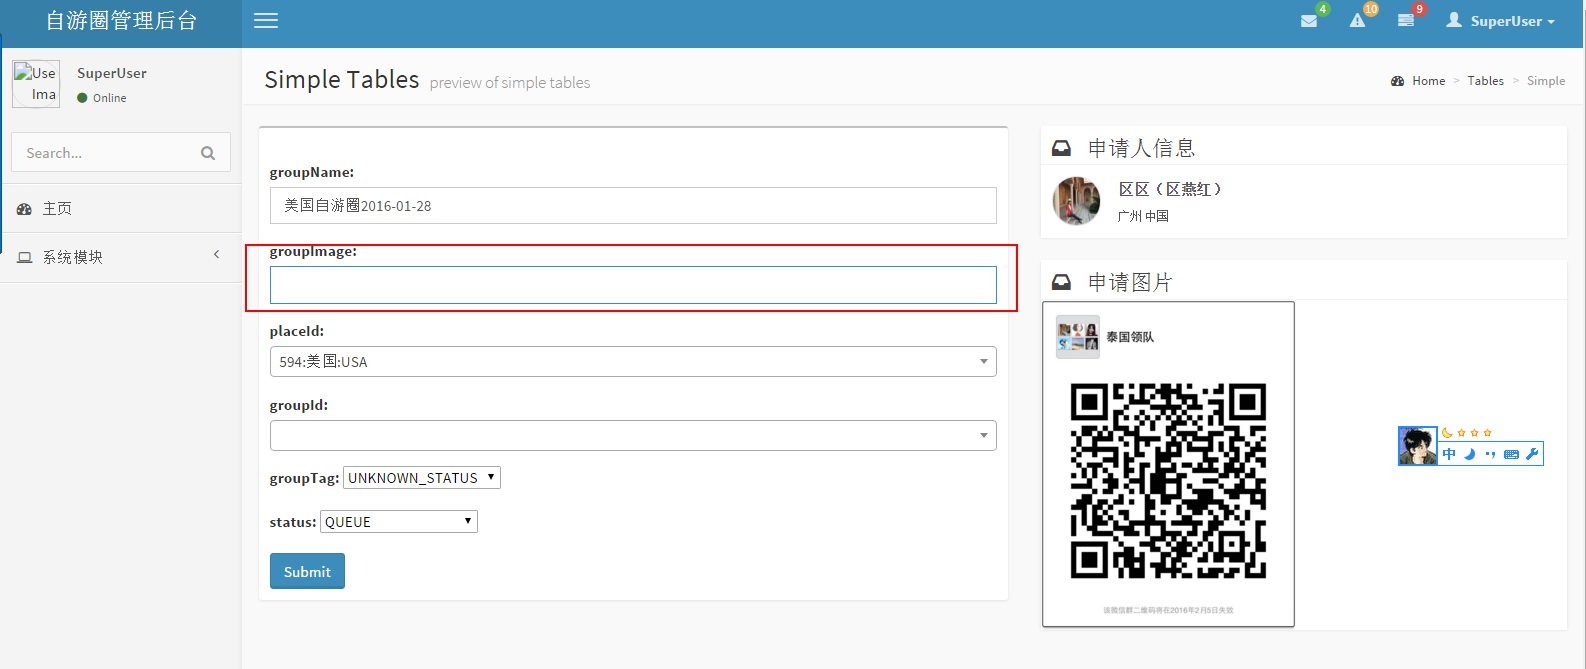 自游圈管理后台
4
10
9
SuperUser
Use
Ima
SuperUser
Online
Search...
主页
系统模块
Simple Tables preview of simple tables
Home > Tables > Simple
groupName:
美国自游圈2016-01-28
groupImage:
placeId:
594:美国:USA
groupId:
groupTag: UNKNOWN_STATUS
status: QUEUE
Submit
申请人信息
区区（区燕红）
广州 中国
申请图片
泰国领队
该微信群二维码将在2016年2月5日失效
中